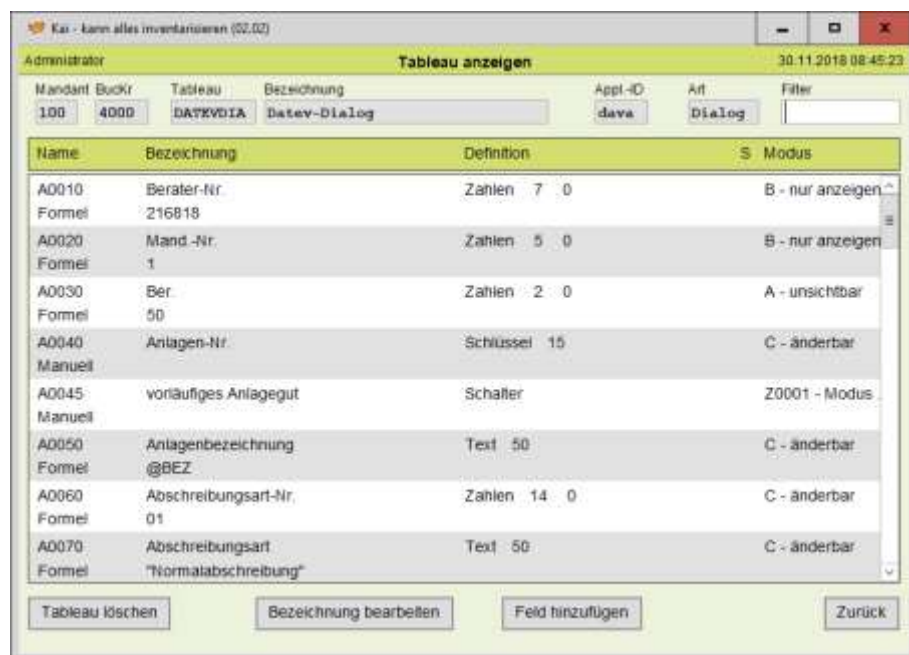 Kai - kann alles inventarisieren (02.02)
Administrator Tableau anzeigen 30.11.2018 08:45:23
Mandant BucKr Tableau Bezeichnung Appl.-ID Art Filter
100 4000 DATEVDIA Datev-Dialog dava Dialog
Name Bezeichnung Definition S Modus
A0010 Berater-Nr. Zahlen 7 0 B - nur anzeigen
Formel 216818
A0020 Mand.-Nr. Zahlen 5 0 B - nur anzeigen
Formel 1
A0030 Ber. Zahlen 2 0 A - unsichtbar
Formel 50
A0040 Anlagen-Nr. Schlüssel 15 C - änderbar
Manuell
A0045 vorläufiges Anlagegut Schalter Z0001 - Modus .
Manuell
A0050 Anlagenbezeichnung Text 50 C - änderbar
Formel @BEZ
A0060 Abschreibungsart-Nr. Zahlen 14 0 C - änderbar
Formel 01
A0070 Abschreibungsart Text 50 C - änderbar
Formel "Normalabschreibung"
Tableau löschen Bezeichnung bearbeiten Feld hinzufügen Zurück